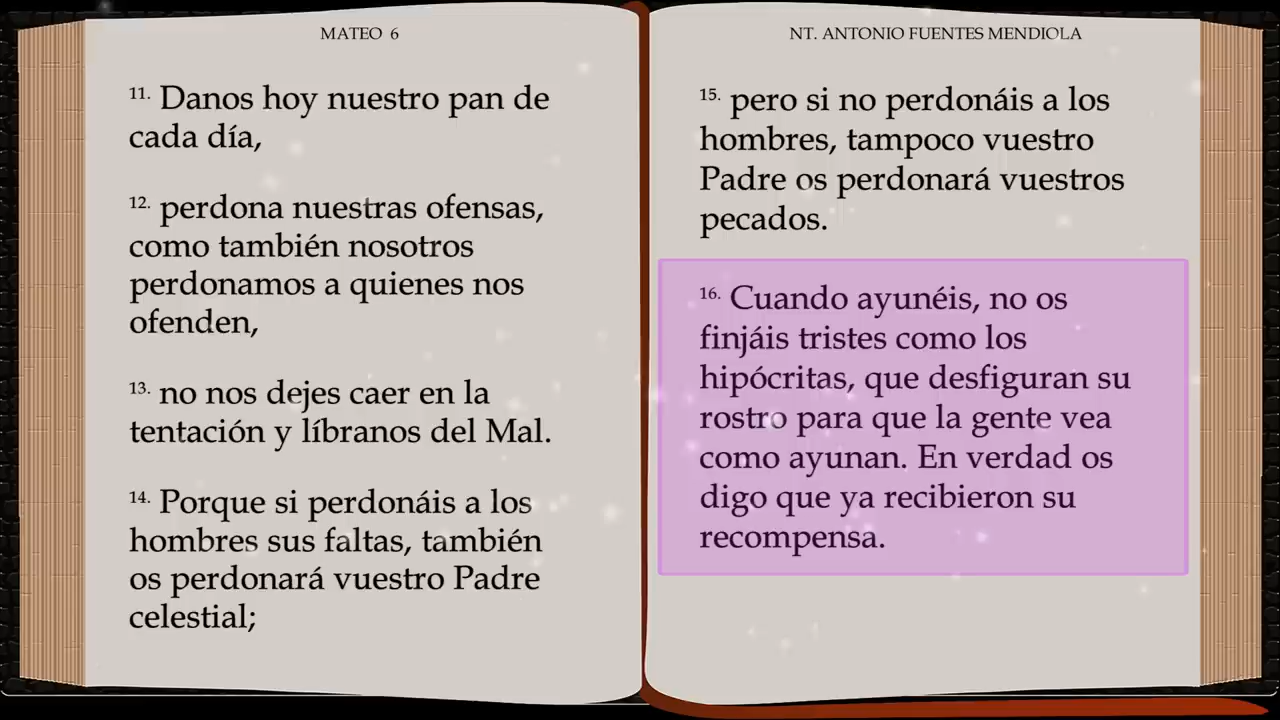 MATEO 6
11. Danos hoy nuestro pan de
cada día,
12. perdona nuestras ofensas,
como también nosotros
perdonamos a quienes nos
ofenden,
13. no nos dejes caer en la
tentación y líbranos del Mal.
14. Porque si perdonáis a los
hombres sus faltas, también
os perdonará vuestro Padre
celestial;
NT. ANTONIO FUENTES MENDIOLA
15. pero si no perdonáis a los
hombres, tampoco vuestro
Padre os perdonará vuestros
pecados.
16. Cuando ayunéis, no os
finjáis tristes como los
hipócritas, que desfiguran su
rostro para que la gente vea
como ayunan. En verdad os
digo que ya recibieron su
recompensa.